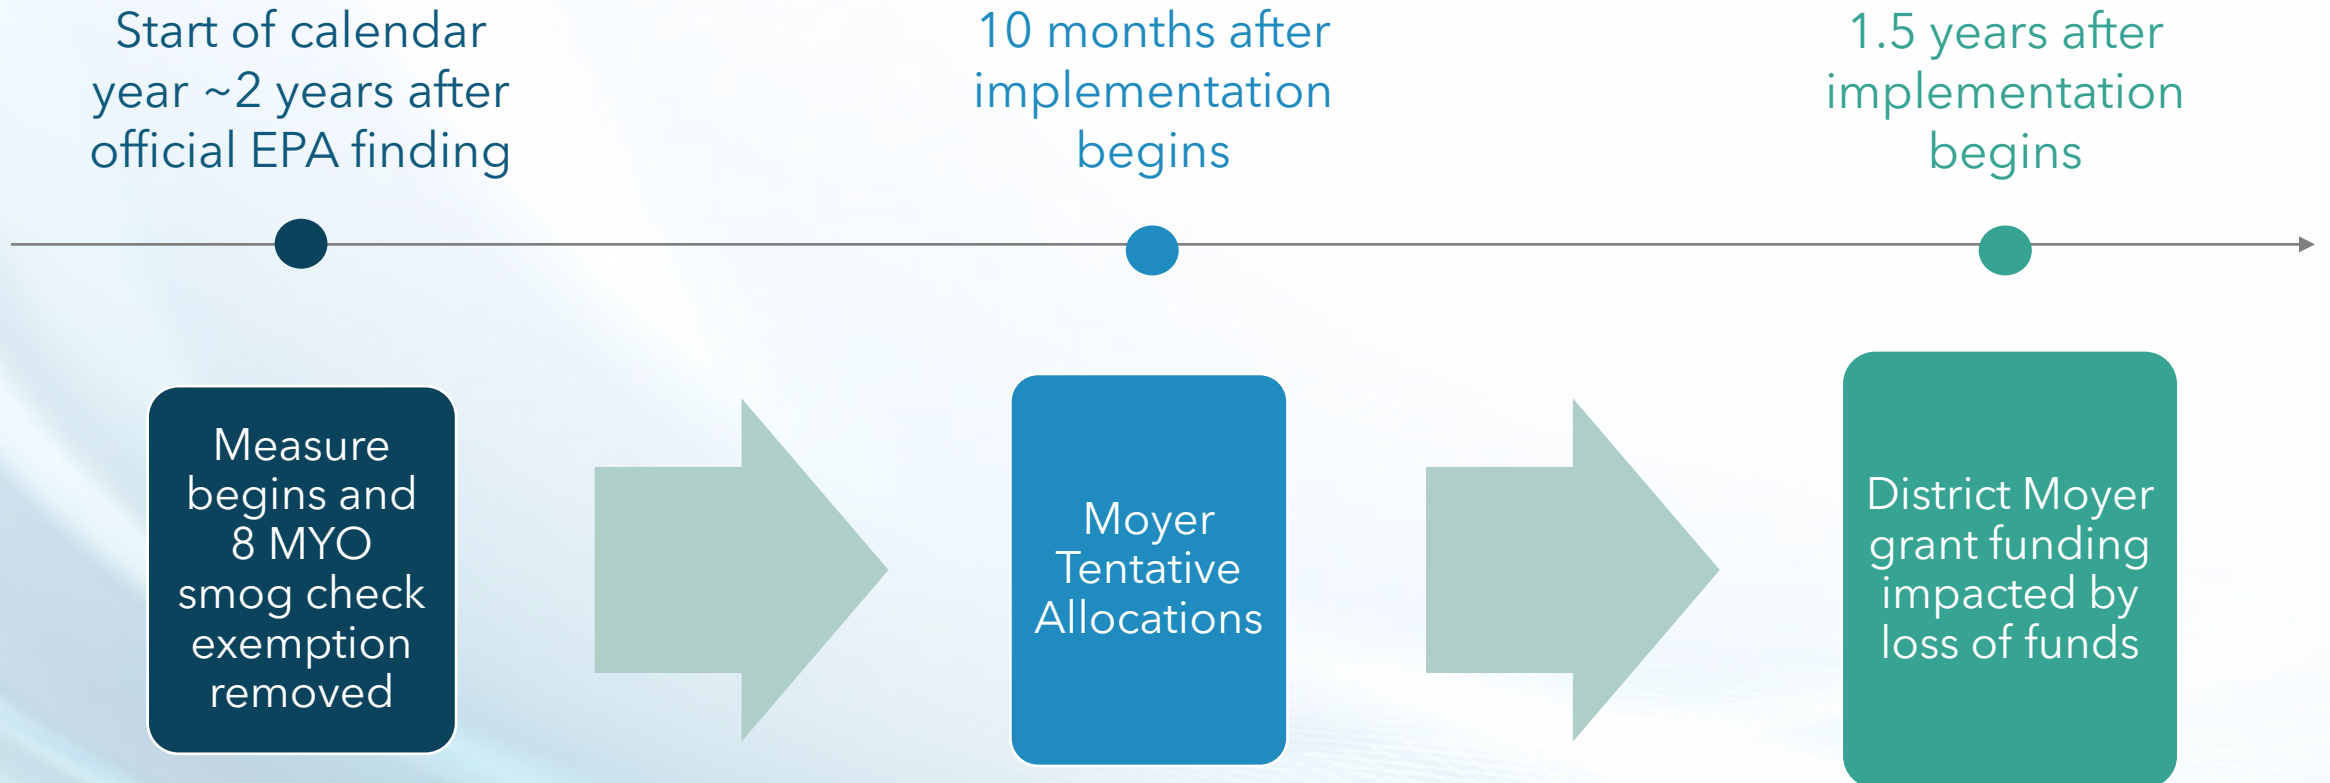 Start of calendar
year ~2 years after
official EPA finding
10 months after
implementation
begins
1.5 years after
implementation
begins
Measure
begins and
8 MYO
smog check
exemption
removed
Moyer
Tentative
Allocations
District Moyer
grant funding
impacted by
loss of funds